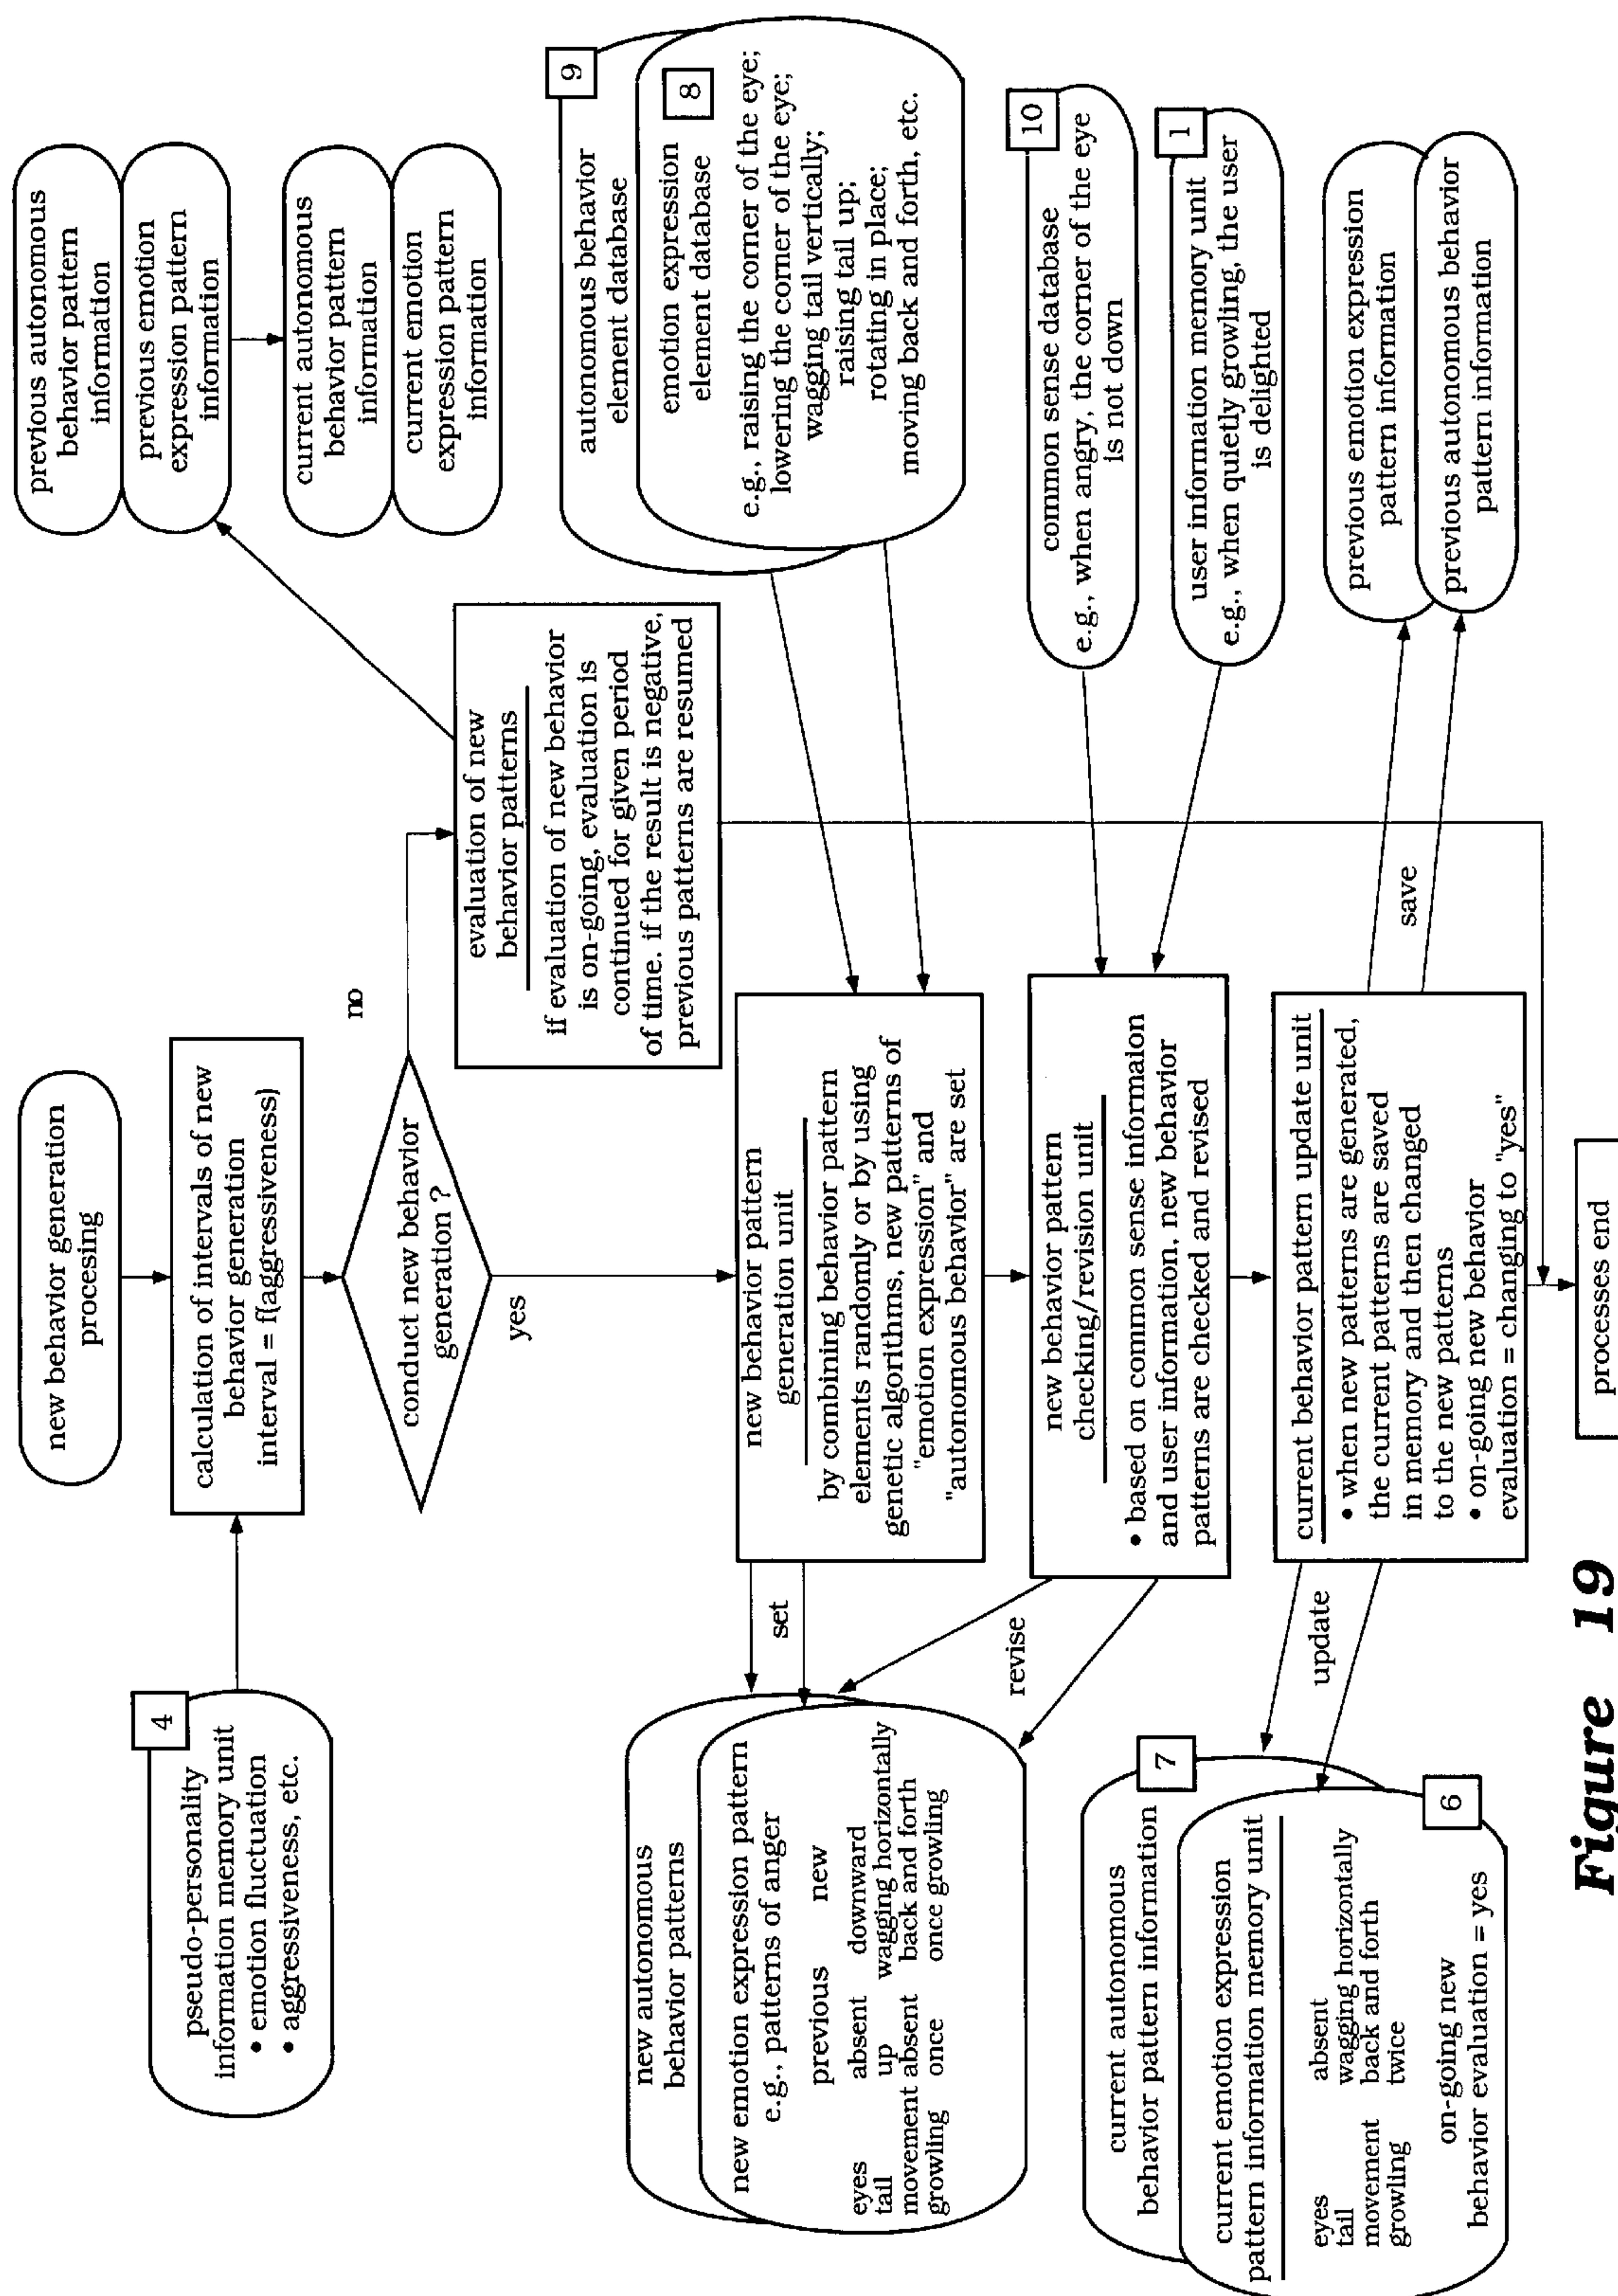 new behavior generation
processing
4
pseudo-personality
information memory unit
• emotion fluctuation
• aggressiveness, etc.
calculation of intervals of new
behavior generation
interval = f(aggressiveness)
conduct new behavior
generation ?
no
yes
previous autonomous
behavior pattern
information
previous emotion
expression pattern
information
current autonomous
behavior pattern
information
current emotion
expression pattern
information
evaluation of new
behavior patterns
if evaluation of new behavior
is on-going, evaluation is
continued for given period
of time. if the result is negative,
previous patterns are resumed
9
autonomous behavior
element database
8
emotion expression
element database
e.g., raising the corner of the eye;
lowering the corner of the eye;
wagging tail vertically;
raising tail up;
rotating in place;
moving back and forth, etc.
new behavior pattern
generation unit
by combining behavior pattern
elements randomly or by using
genetic algorithms, new patterns of
"emotion expression" and
"autonomous behavior" are set
set
new autonomous
behavior patterns
new emotion expression pattern
e.g., patterns of anger
previous new
eyes absent downward
tail up wagging horizontally
movement absent back and forth
growling once once growling
revise
new behavior pattern
checking/revision unit
• based on common sense informaion
and user information, new behavior
patterns are checked and revised
10
common sense database
e.g., when angry, the corner of the eye
is not down
1
user information memory unit
e.g., when quietly growling, the user
is delighted
current behavior pattern update unit
• when new patterns are generated,
the current patterns are saved
in memory and then changed
to the new patterns
• on-going new behavior
evaluation = changing to "yes"
save
previous emotion expression
pattern information
previous autonomous behavior
pattern information
update
7
current autonomous
behavior pattern information
current emotion expression
pattern information memory unit
eyes absent
tail wagging horizontally
movement back and forth
growling twice
6
on-going new
behavior evaluation = yes
processes end
Figure 19